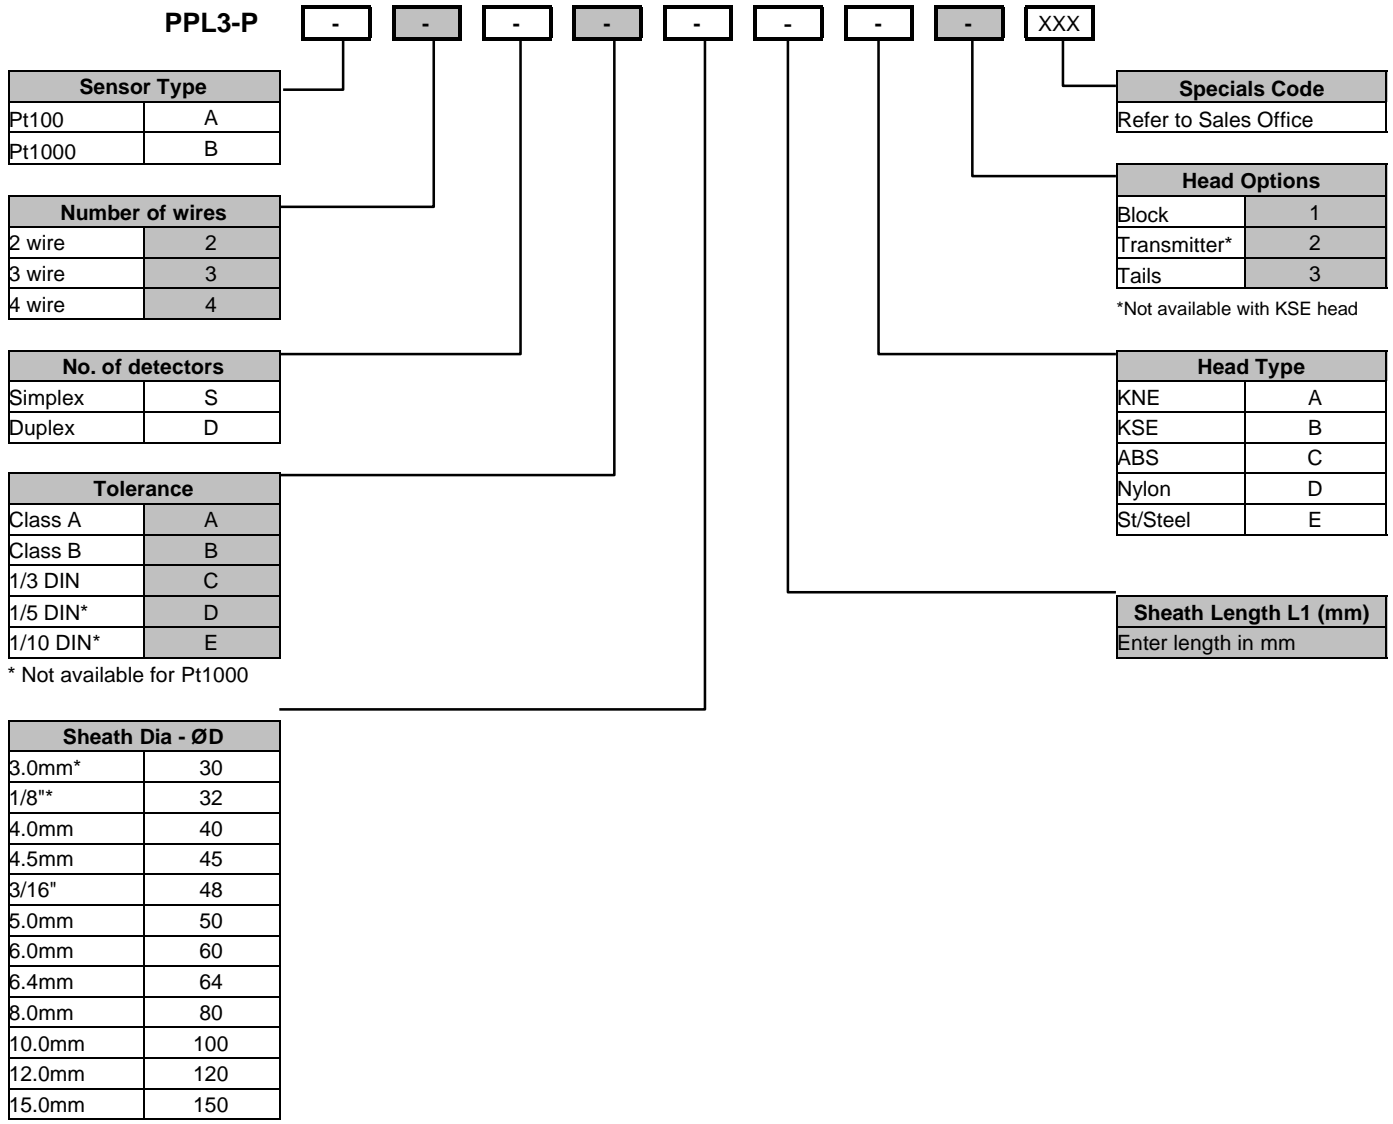 PPL3-P - - - - - - - - XXX
Sensor Type
Pt100 A
Pt1000 B
Number of wires
2 wire 2
3 wire 3
4 wire 4
No. of detectors
Simplex S
Duplex D
Tolerance
Class A A
Class B B
1/3 DIN C
1/5 DIN* D
1/10 DIN* E
* Not available for Pt1000
Sheath Dia - ØD
3.0mm* 30
1/8"* 32
4.0mm 40
4.5mm 45
3/16" 48
5.0mm 50
6.0mm 60
6.4mm 64
8.0mm 80
10.0mm 100
12.0mm 120
15.0mm 150
Specials Code
Refer to Sales Office
Head Options
Block 1
Transmitter* 2
Tails 3
*Not available with KSE head
Head Type
KNE A
KSE B
ABS C
Nylon D
St/Steel E
Sheath Length L1 (mm)
Enter length in mm